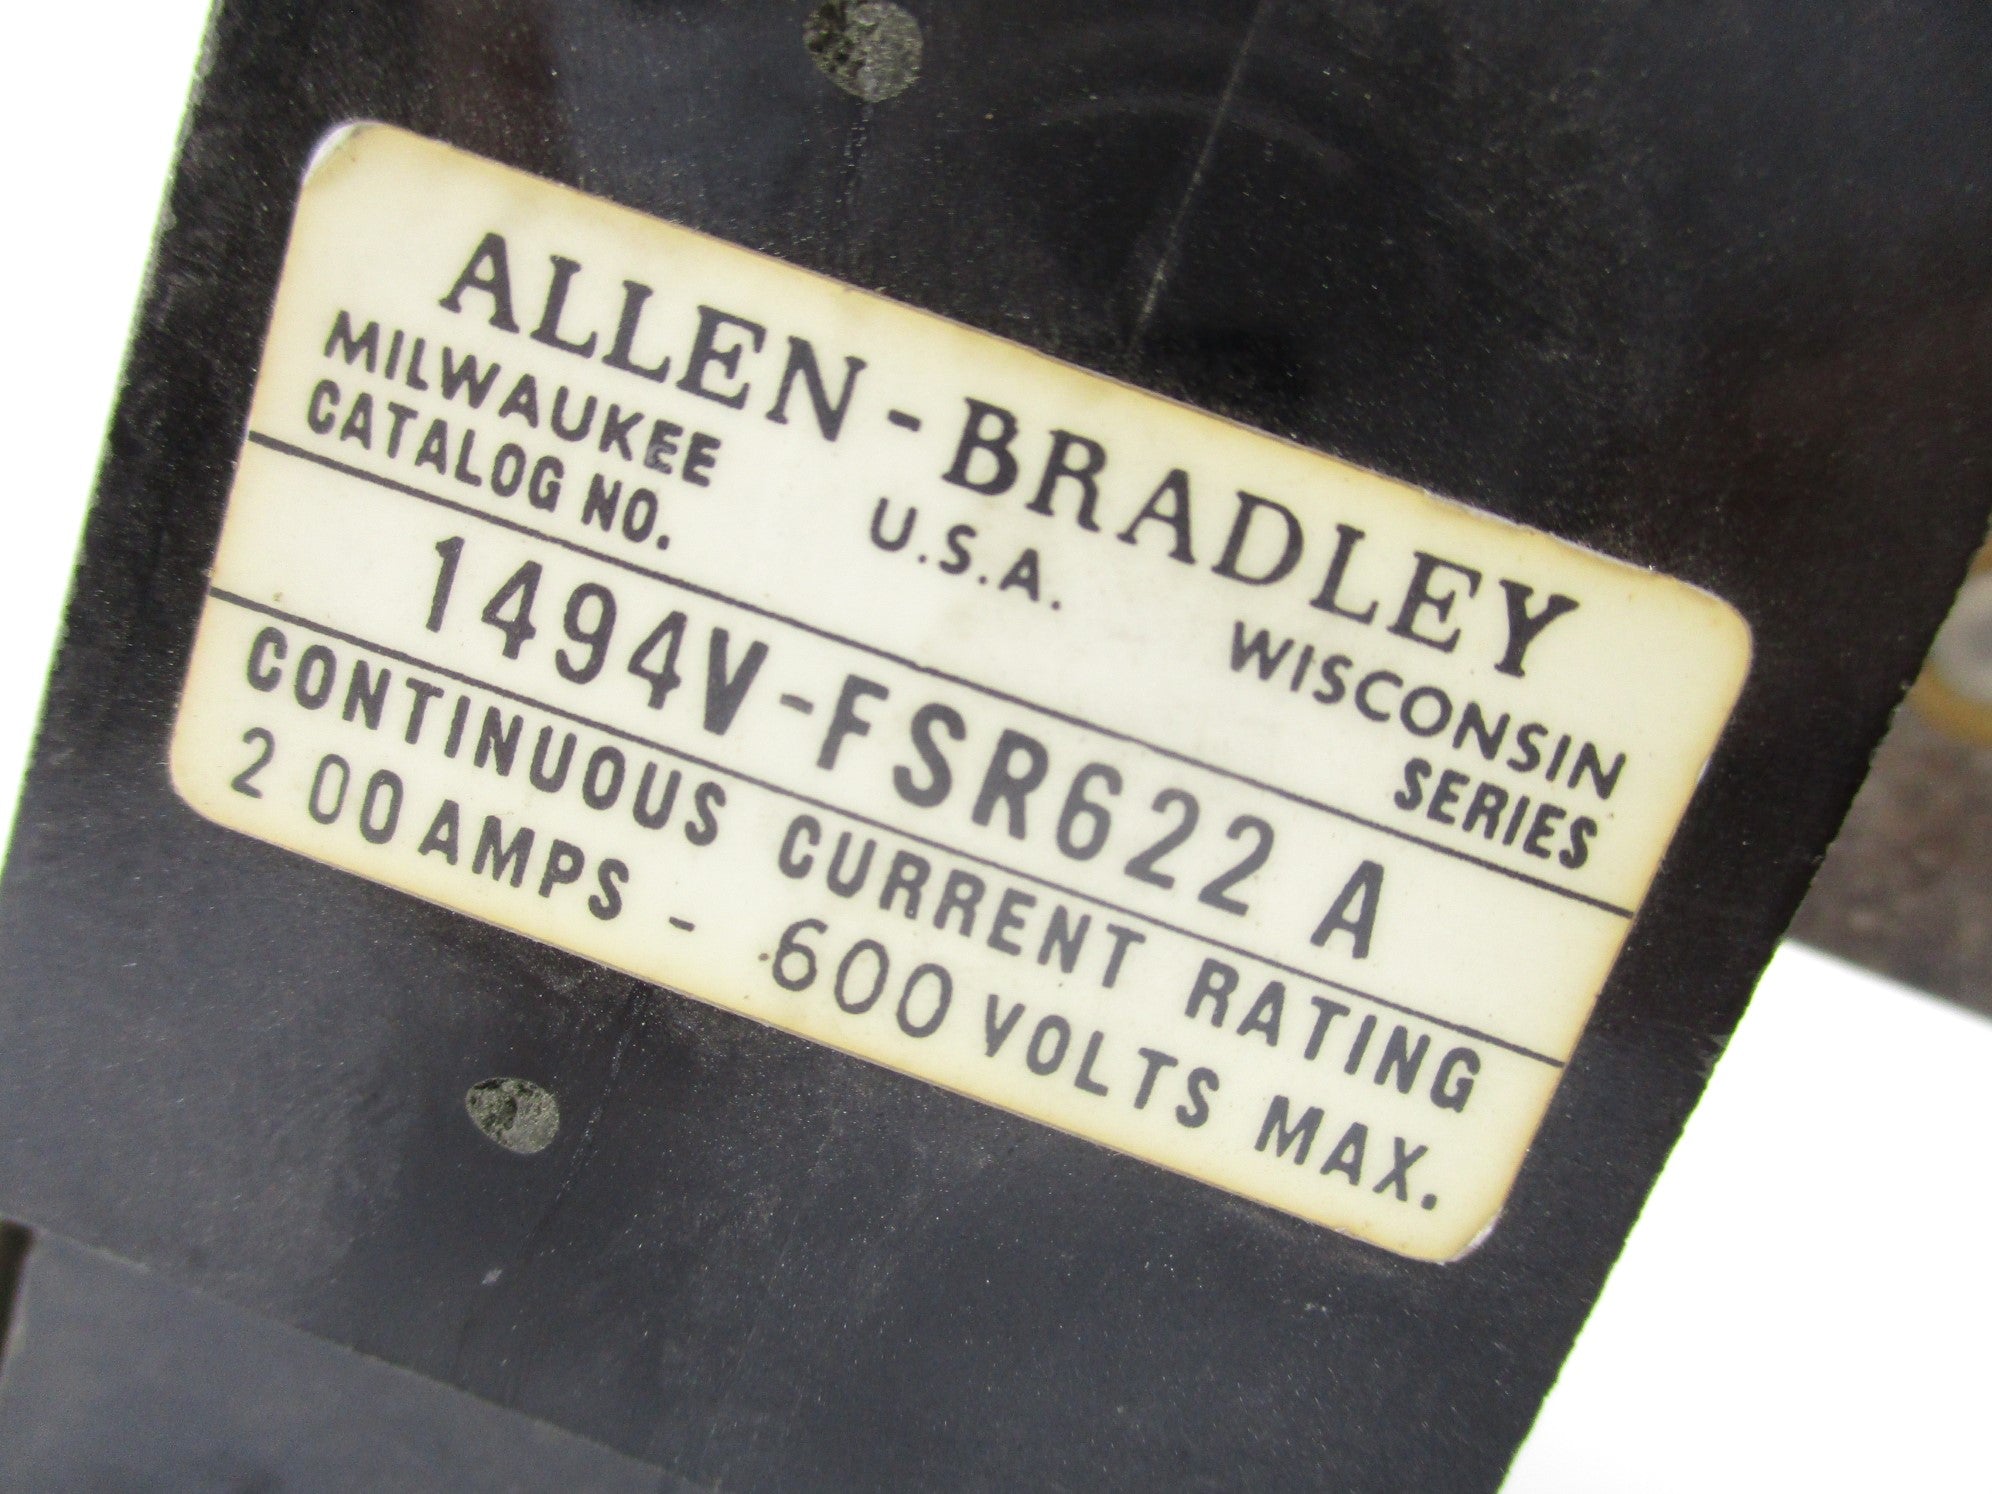 ALLEN-BRADLEY
MILWAUKEE U.S.A. WISCONSIN
CATALOG NO. SERIES
1494V-FSR622 A
CONTINUOUS CURRENT RATING
200 AMPS - 600 VOLTS MAX.